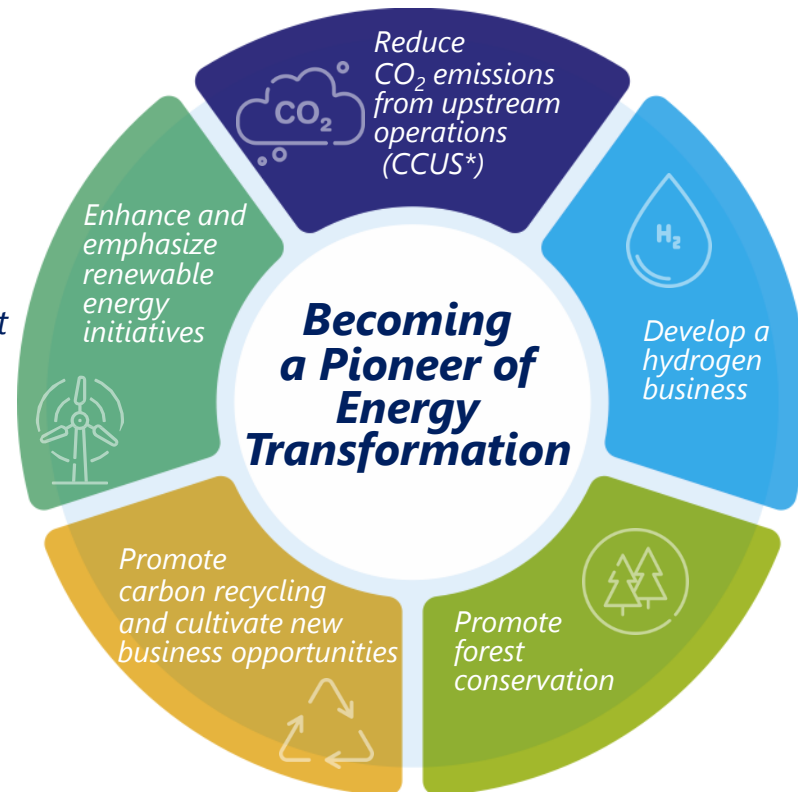 Reduce
CO₂ emissions
from upstream
operations
(CCUS*)
CO₂
H₂
Develop a
hydrogen
business
Promote
forest
conservation
Promote
carbon recycling
and cultivate new
business opportunities
Enhance and
emphasize
renewable
energy
initiatives
t
Becoming
a Pioneer of
Energy
Transformation